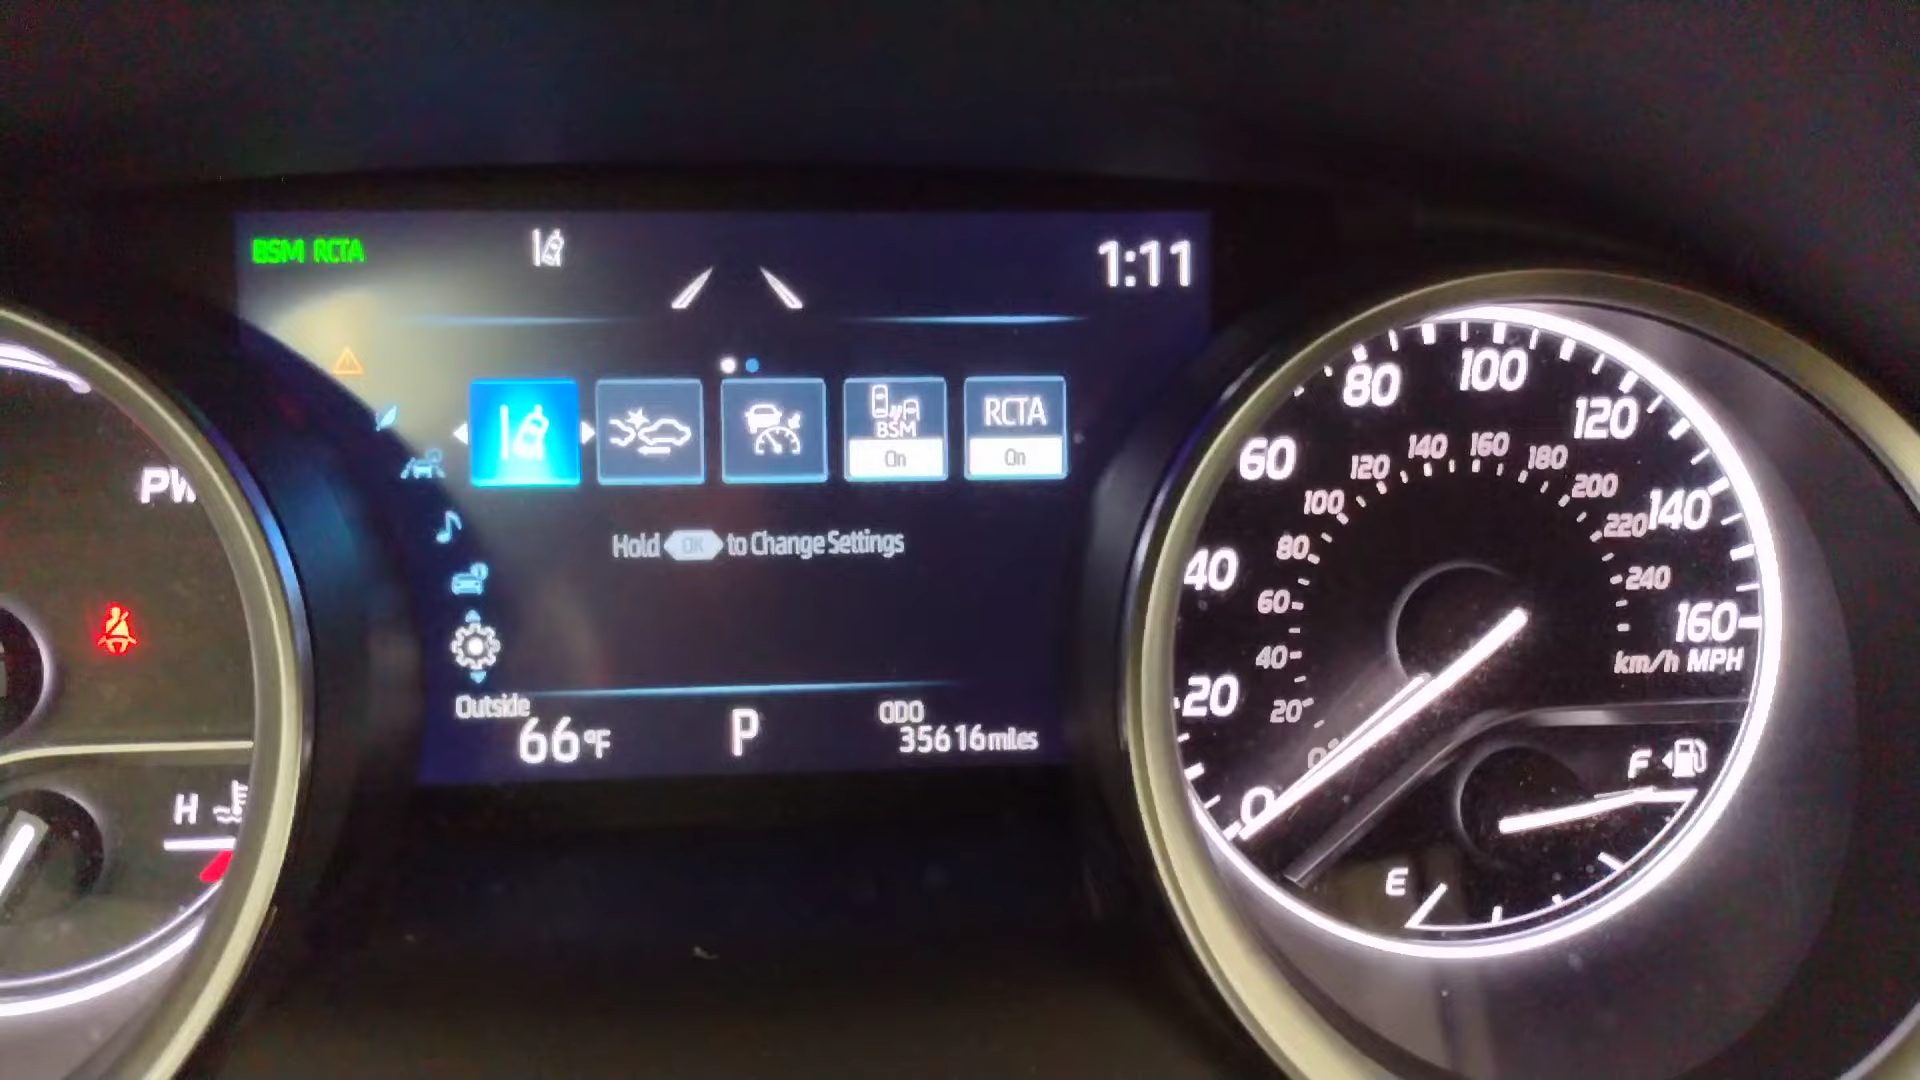 BSM RCTA
1:11
BSM
On
RCTA
On
Hold OK to Change Settings
Outside
66°F
P
ODO
35616 miles
H
0
20
40
60
80
100
120
140
160
km/h MPH
0
20
40
60
80
100
120
140
160
180
200
220
240
F
E